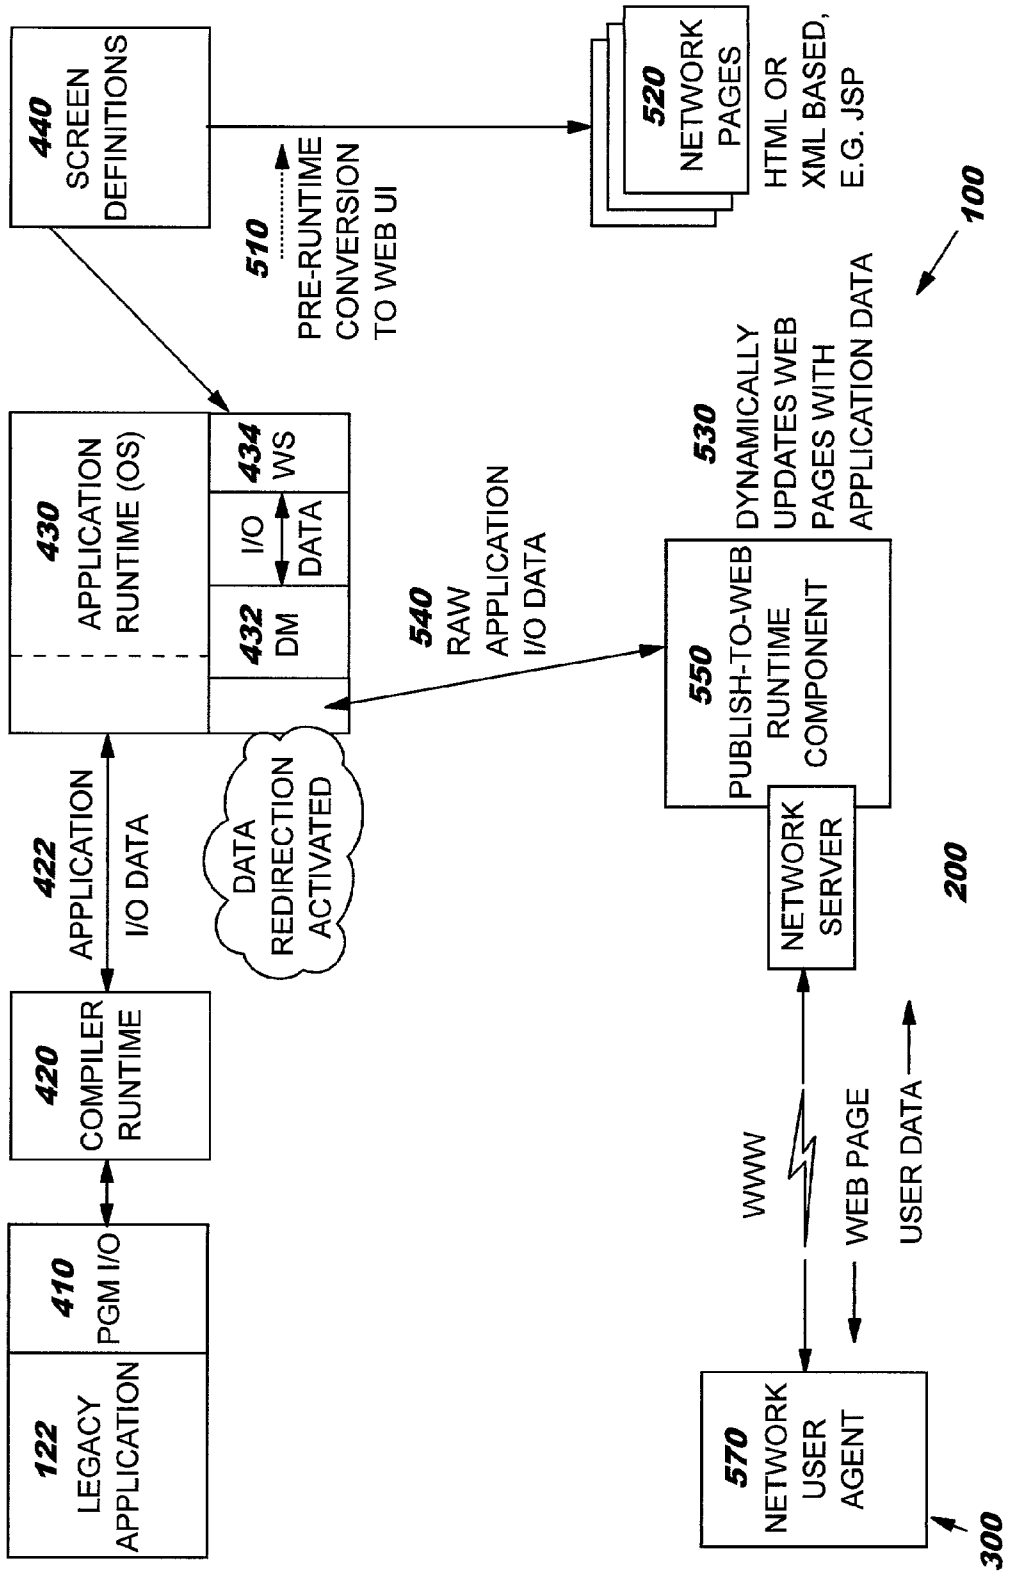 122
LEGACY
APPLICATION
410
PGM I/O
420
COMPILER
RUNTIME
422
APPLICATION
I/O DATA
430
APPLICATION
RUNTIME (OS)
432
DM
I/O
DATA
434
WS
440
SCREEN
DEFINITIONS
DATA
REDIRECTION
ACTIVATED
510
PRE-RUNTIME
CONVERSION
TO WEB UI
540
RAW
APPLICATION
I/O DATA
520
NETWORK
PAGES
HTML OR
XML BASED,
E.G. JSP
530
DYNAMICALLY
UPDATES WEB
PAGES WITH
APPLICATION DATA
550
PUBLISH-TO-WEB
RUNTIME
COMPONENT
NETWORK
SERVER
WWW
WEB PAGE
USER DATA
570
NETWORK
USER
AGENT
300
200
100